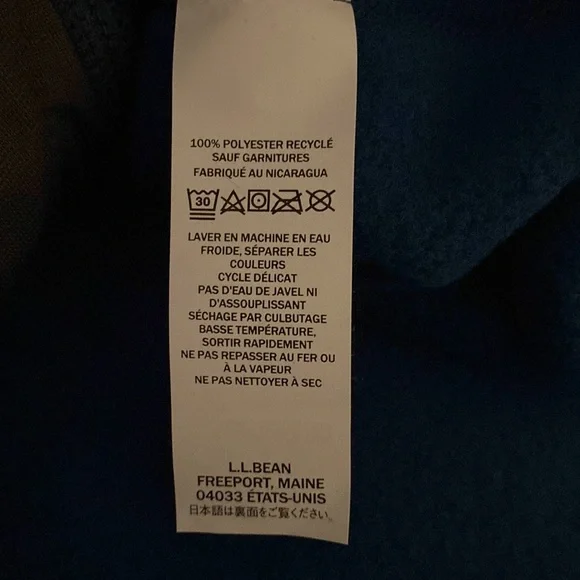 100% POLYESTER RECYCLÉ
SAUF GARNITURES
FABRIQUÉ AU NICARAGUA
30
LAVER EN MACHINE EN EAU
FROIDE, SÉPARER LES
COULEURS
CYCLE DÉLICAT
PAS D'EAU DE JAVEL NI
D'ASSOUPLISSANT
SÉCHAGE PAR CULBUTAGE
BASSE TEMPÉRATURE,
SORTIR RAPIDEMENT
NE PAS REPASSER AU FER OU
À LA VAPEUR
NE PAS NETTOYER À SEC
L.L.BEAN
FREEPORT, MAINE
04033 ÉTATS-UNIS
日本語は裏面をご覧ください。